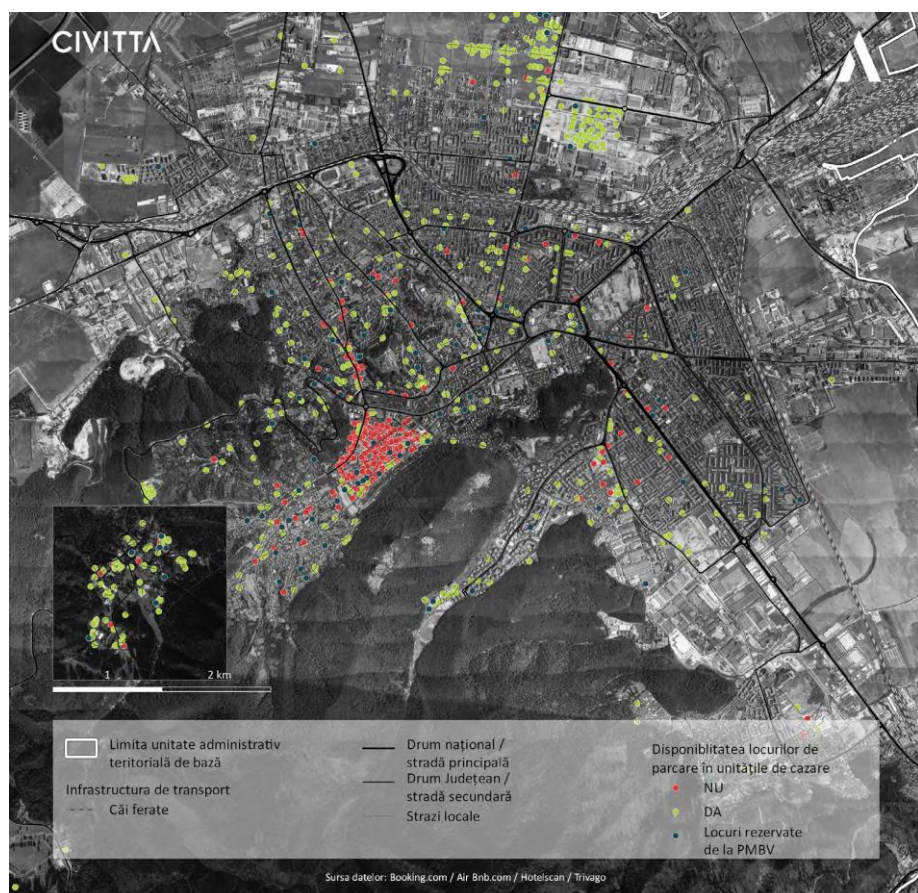 CIVITTA
1 2 km
Limita unitate administrativ
teritorială de bază
Infrastructura de transport
Căi ferate
Drum național /
stradă principală
Drum Județean /
stradă secundară
Strazi locale
Disponiblitatea locurilor de
parcare în unitățile de cazare
NU
DA
Locuri rezervate
de la PMBV
Sursa datelor: Booking.com / Air Bnb.com / Hotelscan / Trivago